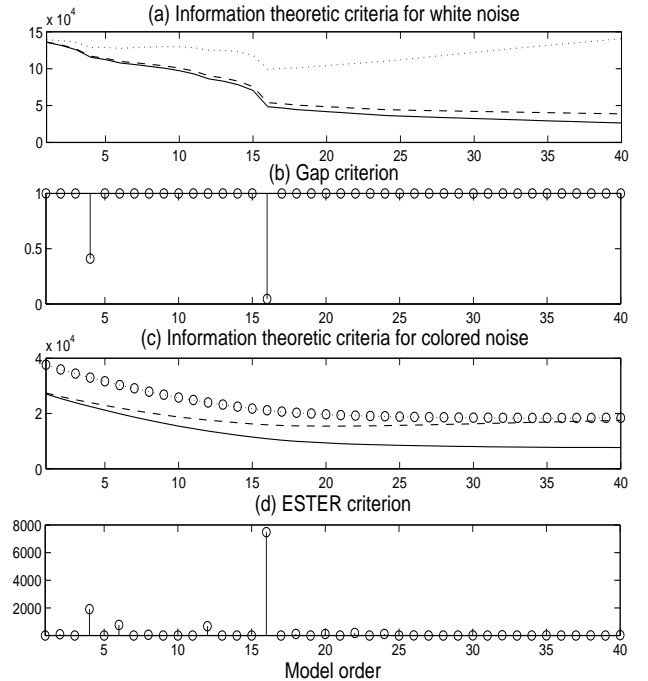 (a) Information theoretic criteria for white noise
x 10^4
15
10
5
0
5 10 15 20 25 30 35 40
(b) Gap criterion
1
0.5
0
5 10 15 20 25 30 35 40
(c) Information theoretic criteria for colored noise
x 10^4
4
2
0
5 10 15 20 25 30 35 40
(d) ESTER criterion
8000
6000
4000
2000
5 10 15 20 25 30 35 40
Model order